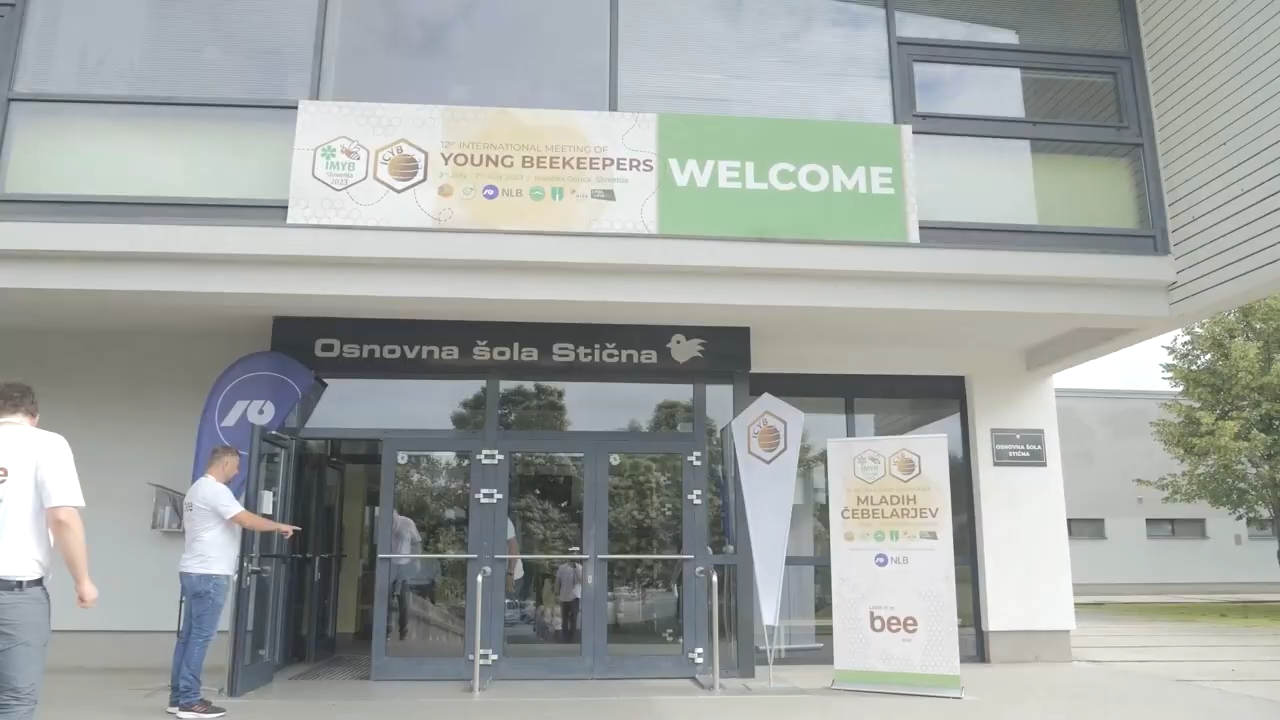 IMYB
Slovenia
2023
ICYB
12th INTERNATIONAL MEETING OF
YOUNG BEEKEEPERS
NLB
WELCOME
Osnovna šola Stična
ICYB
OSNOVNA ŠOLA
STIČNA
IMYB
ICYB
MLADIH
ČEBELARJEV
NLB
bee